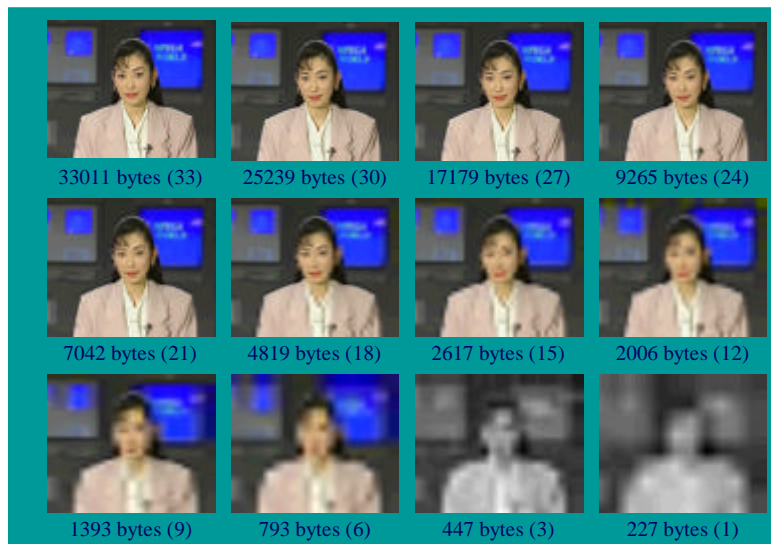 33011 bytes (33) 25239 bytes (30) 17179 bytes (27) 9265 bytes (24)
7042 bytes (21) 4819 bytes (18) 2617 bytes (15) 2006 bytes (12)
1393 bytes (9) 793 bytes (6) 447 bytes (3) 227 bytes (1)